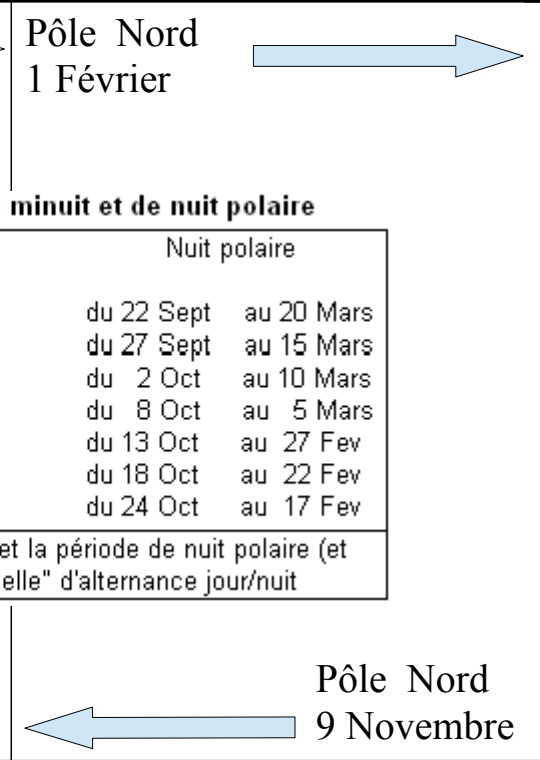 Pôle Nord
1 Février
minuit et de nuit polaire
Nuit polaire
du 22 Sept au 20 Mars
du 27 Sept au 15 Mars
du 2 Oct au 10 Mars
du 8 Oct au 5 Mars
du 13 Oct au 27 Fev
du 18 Oct au 22 Fev
du 24 Oct au 17 Fev
et la période de nuit polaire (et
elle" d'alternance jour/nuit
Pôle Nord
9 Novembre